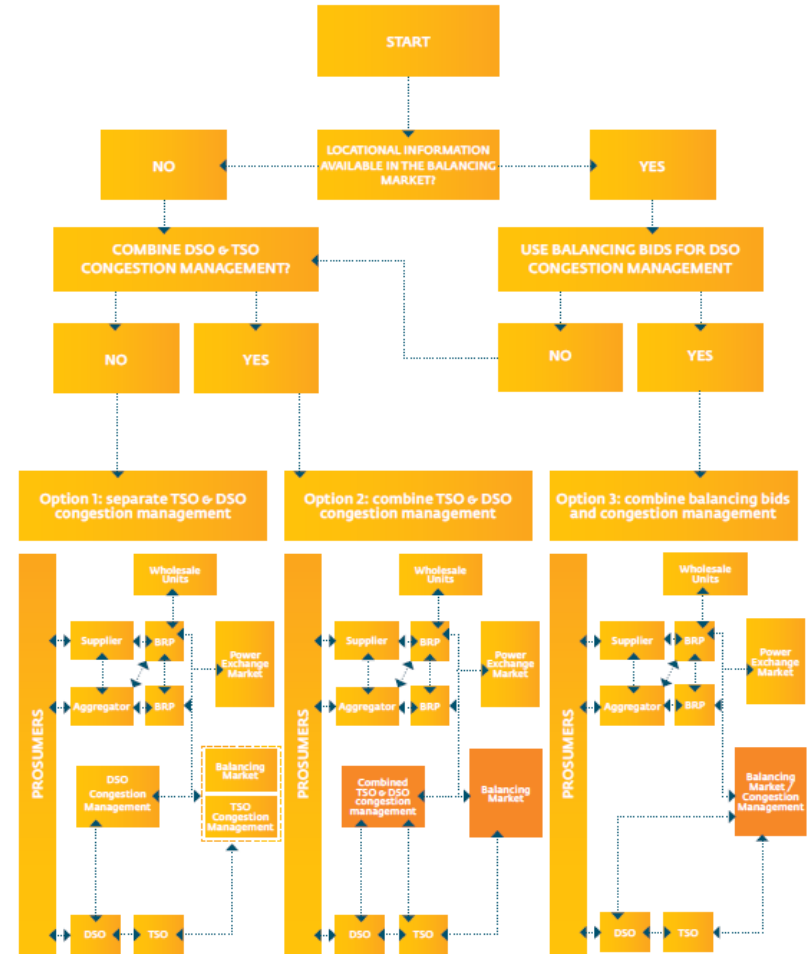 START
LOCATIONAL INFORMATION
AVAILABLE IN THE BALANCING
MARKET?
NO
YES
COMBINE DSO & TSO
CONGESTION MANAGEMENT?
USE BALANCING BIDS FOR DSO
CONGESTION MANAGEMENT
NO
YES
NO
YES
Option 1: separate TSO & DSO
congestion management
Option 2: combine TSO & DSO
congestion management
Option 3: combine balancing bids
and congestion management
PROSUMERS
Wholesale
Units
Supplier
BRP
Power
Exchange
Market
Aggregator
BRP
DSO
Congestion
Management
Balancing
Market
TSO
Congestion
Management
DSO
TSO
PROSUMERS
Wholesale
Units
Supplier
BRP
Power
Exchange
Market
Aggregator
BRP
Combined
TSO & DSO
congestion
management
Balancing
Market
DSO
TSO
PROSUMERS
Wholesale
Units
Supplier
BRP
Power
Exchange
Market
Aggregator
BRP
Balancing
Market /
Congestion
Management
DSO
TSO